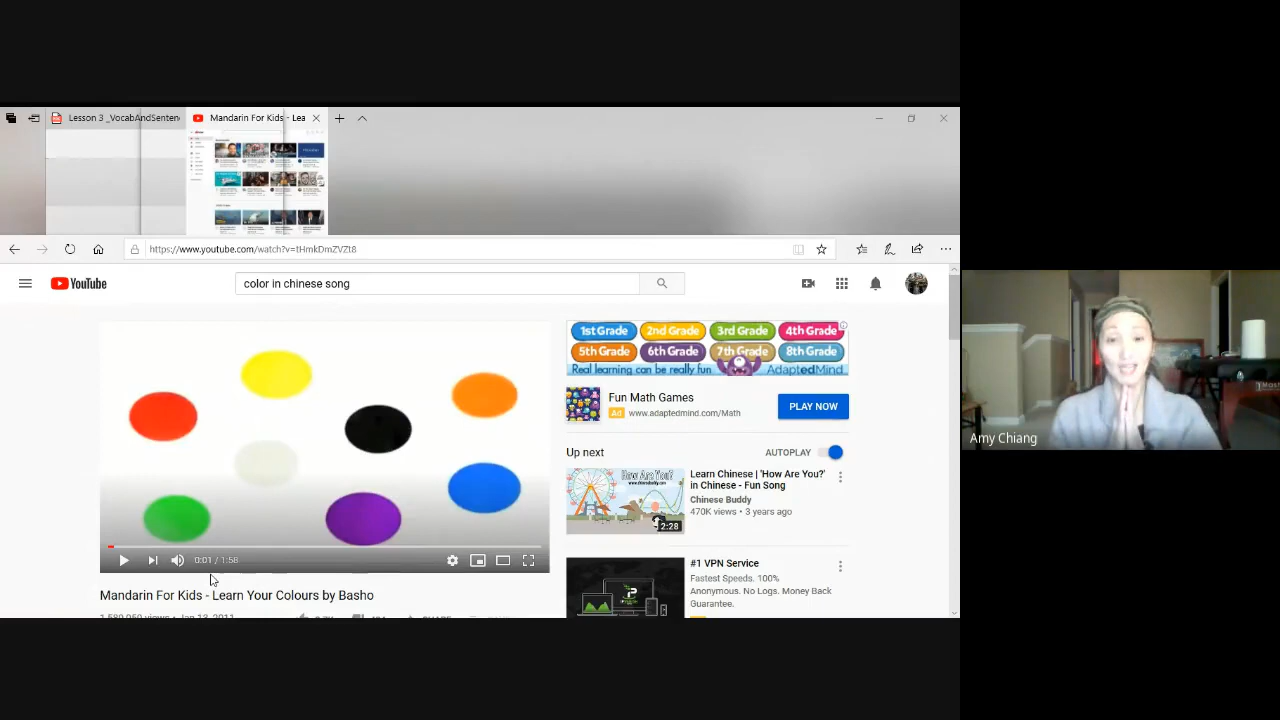 Lesson 3 _VocabAndSenten
Mandarin For Kids - Lea
https://www.youtube.com/watch?v=tHmkDmZVZt8
YouTube
color in chinese song
1st Grade 2nd Grade 3rd Grade 4th Grade
5th Grade 6th Grade 7th Grade 8th Grade
Real learning can be really fun AdaptedMind
Fun Math Games
Ad www.adaptedmind.com/Math
PLAY NOW
Up next
AUTOPLAY
Learn Chinese | 'How Are You?'
in Chinese - Fun Song
Chinese Buddy
470K views • 3 years ago
How Are You?
2:28
#1 VPN Service
Fastest Speeds. 100%
Anonymous. No Logs. Money Back
Guarantee.
0:01 / 1:58
Mandarin For Kids - Learn Your Colours by Basho
Amy Chiang